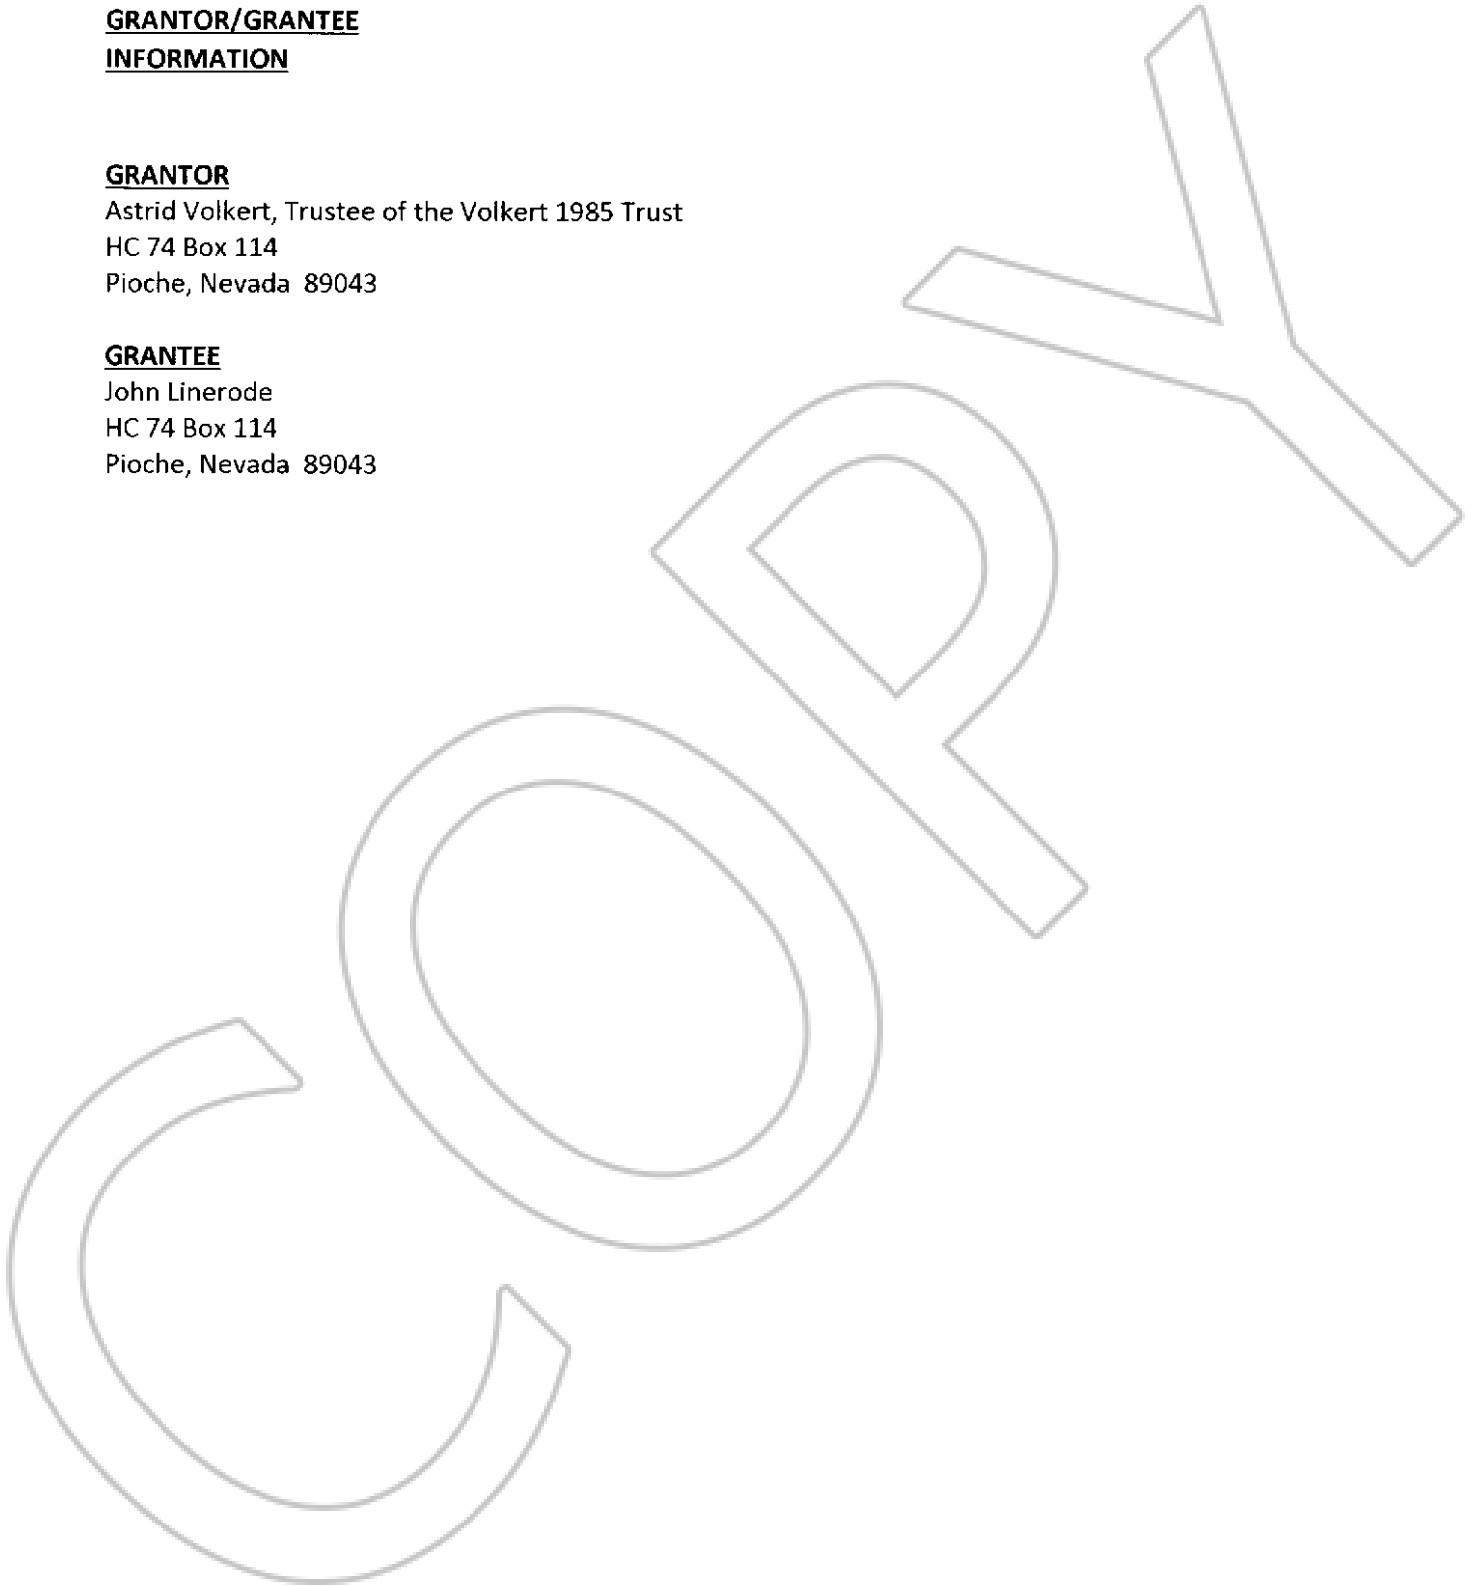 GRANTOR/GRANTEE
INFORMATION
GRANTOR
Astrid Volkert, Trustee of the Volkert 1985 Trust
HC 74 Box 114
Pioche, Nevada 89043
GRANTEE
John Linerode
HC 74 Box 114
Pioche, Nevada 89043
COPY